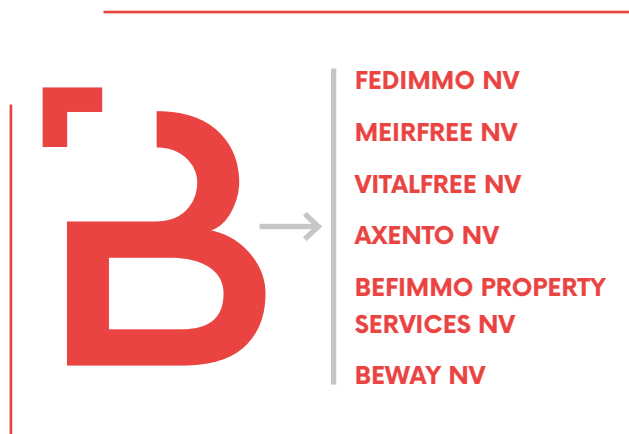 FEDIMMO NV
MEIRFREE NV
VITALFREE NV
AXENTO NV
BEFIMMO PROPERTY
SERVICES NV
BEWAY NV